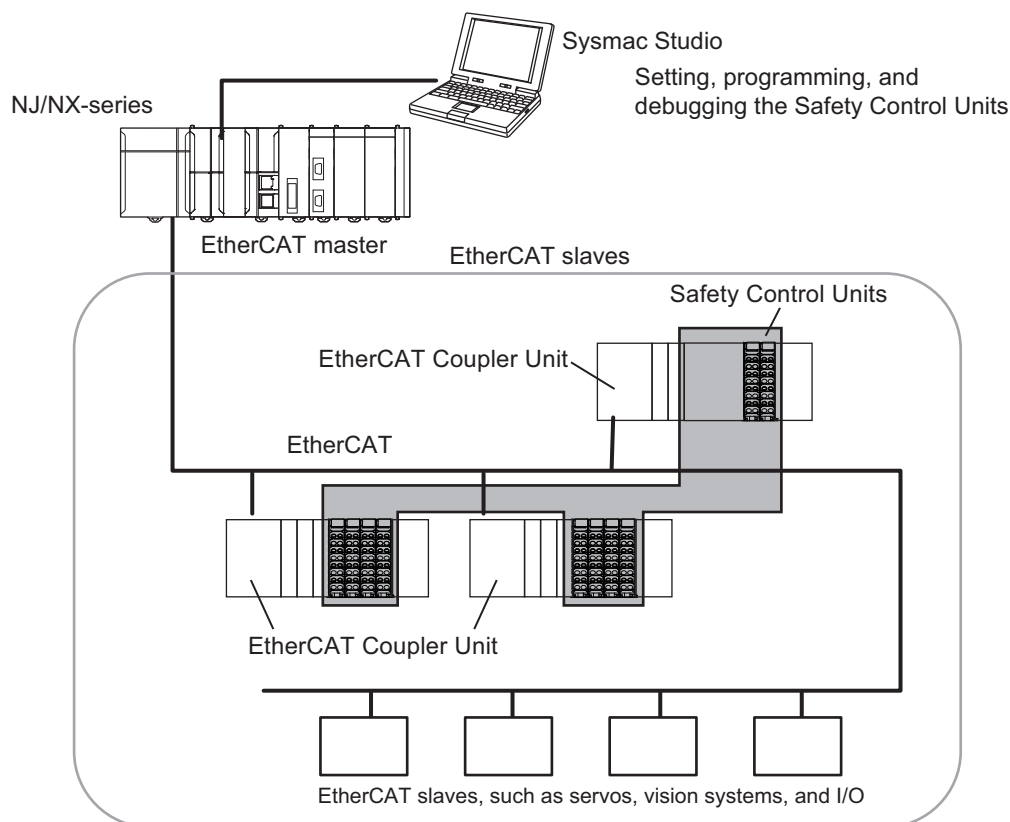 Sysmac Studio
Setting, programming, and
debugging the Safety Control Units
NJ/NX-series
EtherCAT master
EtherCAT slaves
Safety Control Units
EtherCAT Coupler Unit
EtherCAT
EtherCAT Coupler Unit
EtherCAT slaves, such as servos, vision systems, and I/O